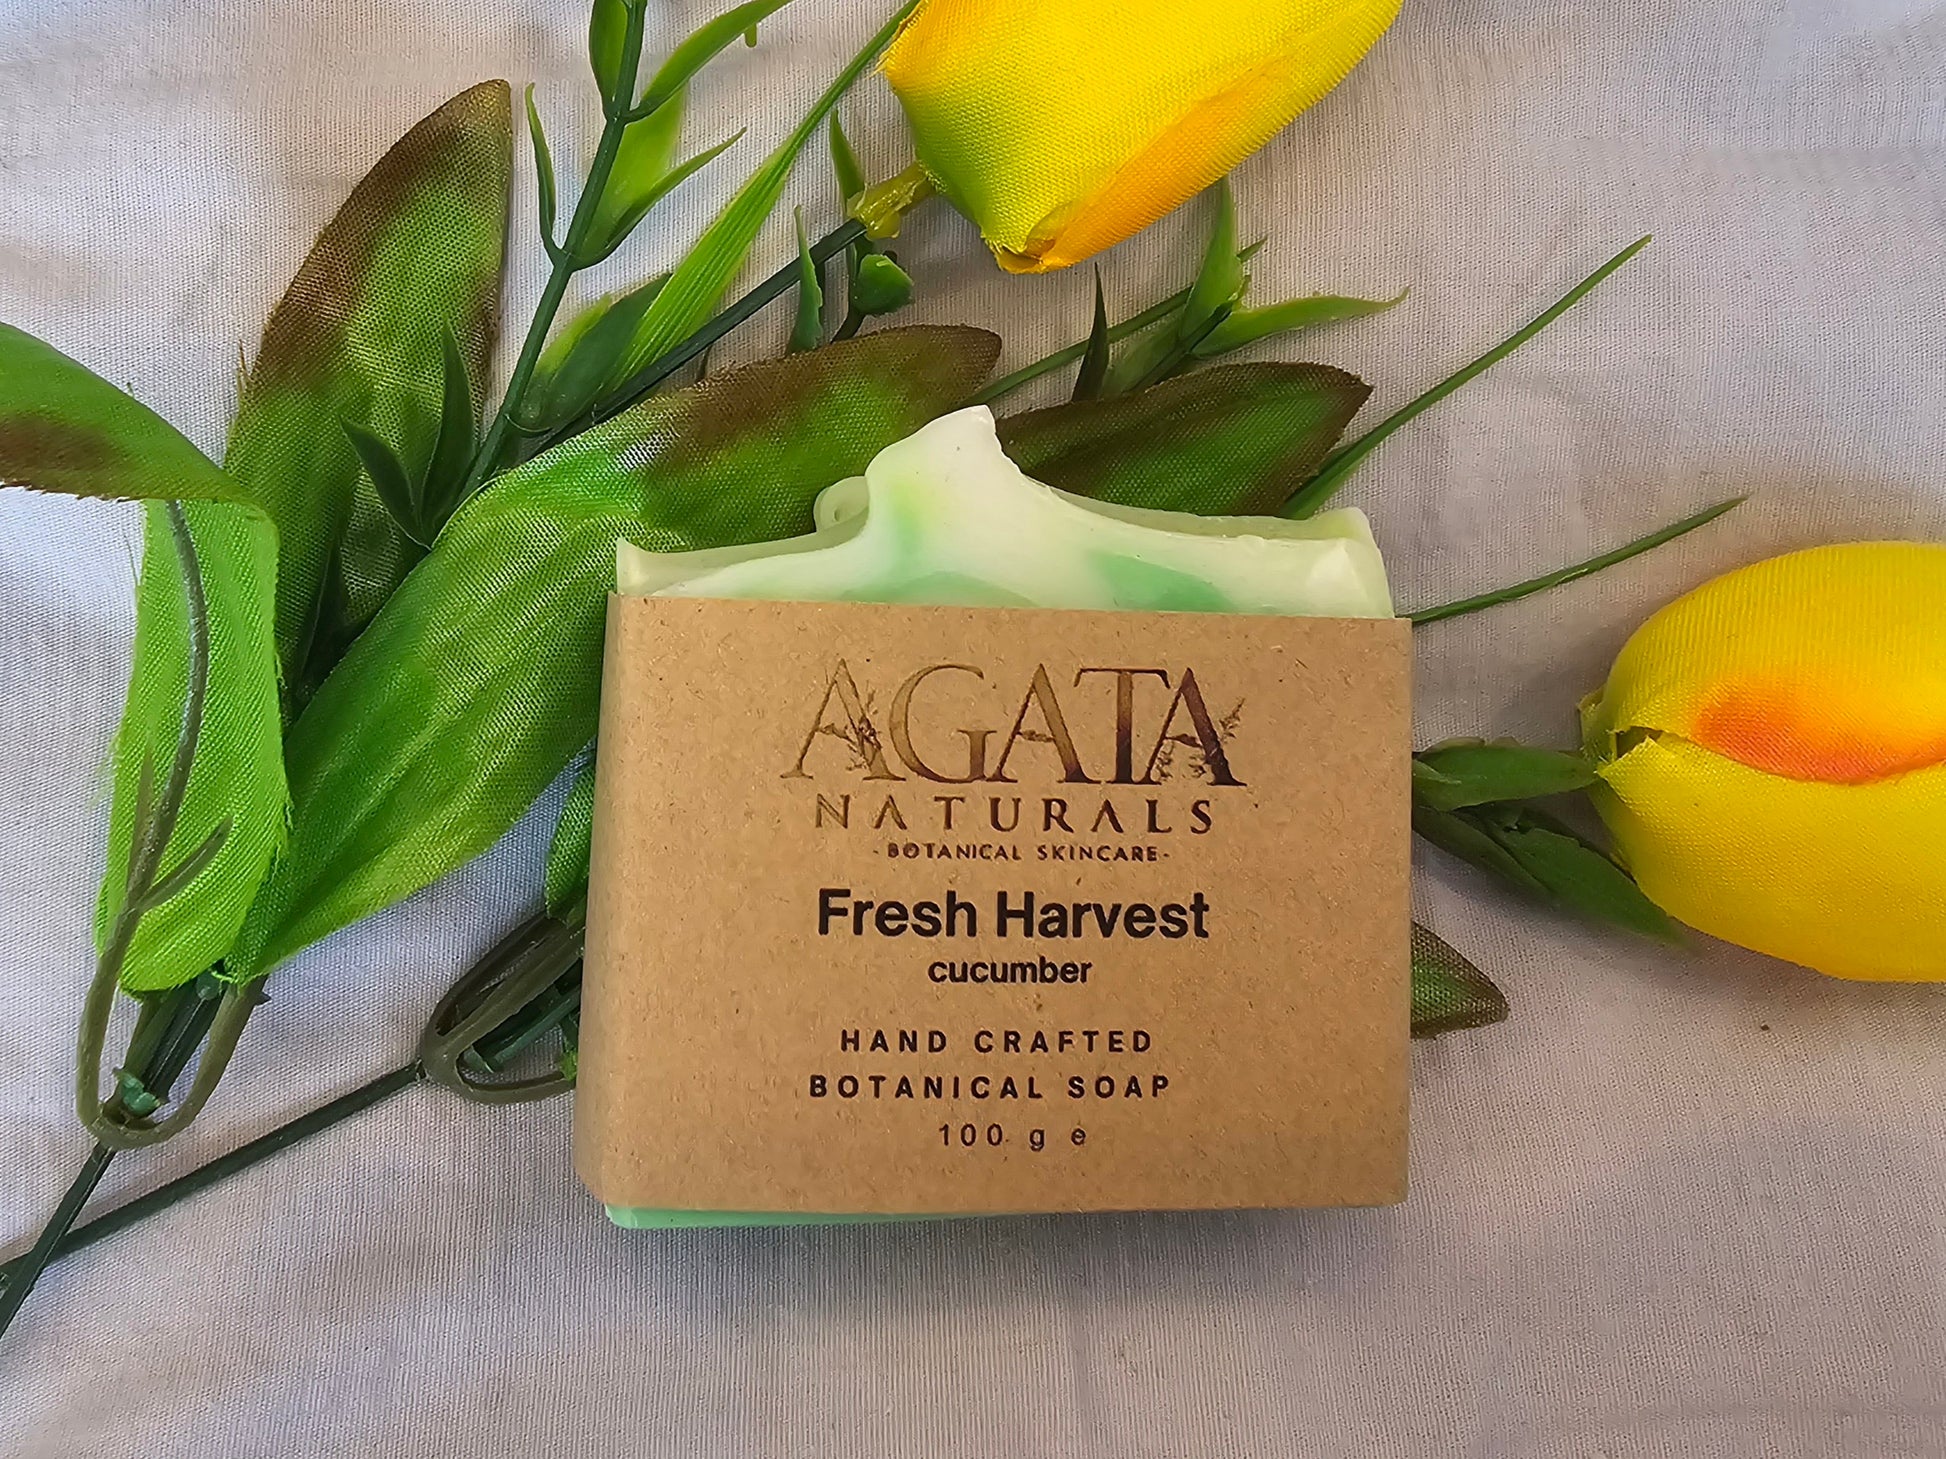 AGATA
NATURALS
- BOTANICAL SKINCARE -
Fresh Harvest
cucumber
HAND CRAFTED
BOTANICAL SOAP
100 g e